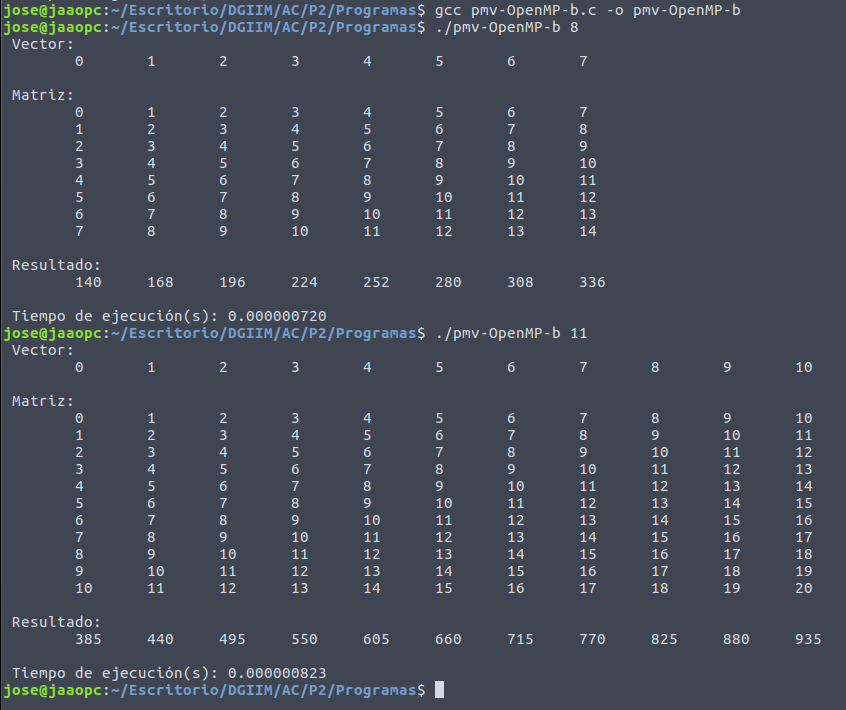 jose@jaaopc:~/Escritorio/DGIIM/AC/P2/Programas$ gcc pmv-OpenMP-b.c -o pmv-OpenMP-b
jose@jaaopc:~/Escritorio/DGIIM/AC/P2/Programas$ ./pmv-OpenMP-b 8
Vector:
0 1 2 3 4 5 6 7
Matriz:
0 1 2 3 4 5 6 7
1 2 3 4 5 6 7 8
2 3 4 5 6 7 8 9
3 4 5 6 7 8 9 10
4 5 6 7 8 9 10 11
5 6 7 8 9 10 11 12
6 7 8 9 10 11 12 13
7 8 9 10 11 12 13 14
Resultado:
140 168 196 224 252 280 308 336
Tiempo de ejecución(s): 0.000000720
jose@jaaopc:~/Escritorio/DGIIM/AC/P2/Programas$ ./pmv-OpenMP-b 11
Vector:
0 1 2 3 4 5 6 7 8 9 10
Matriz:
0 1 2 3 4 5 6 7 8 9 10
1 2 3 4 5 6 7 8 9 10 11
2 3 4 5 6 7 8 9 10 11 12
3 4 5 6 7 8 9 10 11 12 13
4 5 6 7 8 9 10 11 12 13 14
5 6 7 8 9 10 11 12 13 14 15
6 7 8 9 10 11 12 13 14 15 16
7 8 9 10 11 12 13 14 15 16 17
8 9 10 11 12 13 14 15 16 17 18
9 10 11 12 13 14 15 16 17 18 19
10 11 12 13 14 15 16 17 18 19 20
Resultado:
385 440 495 550 605 660 715 770 825 880 935
Tiempo de ejecución(s): 0.000000823
jose@jaaopc:~/Escritorio/DGIIM/AC/P2/Programas$